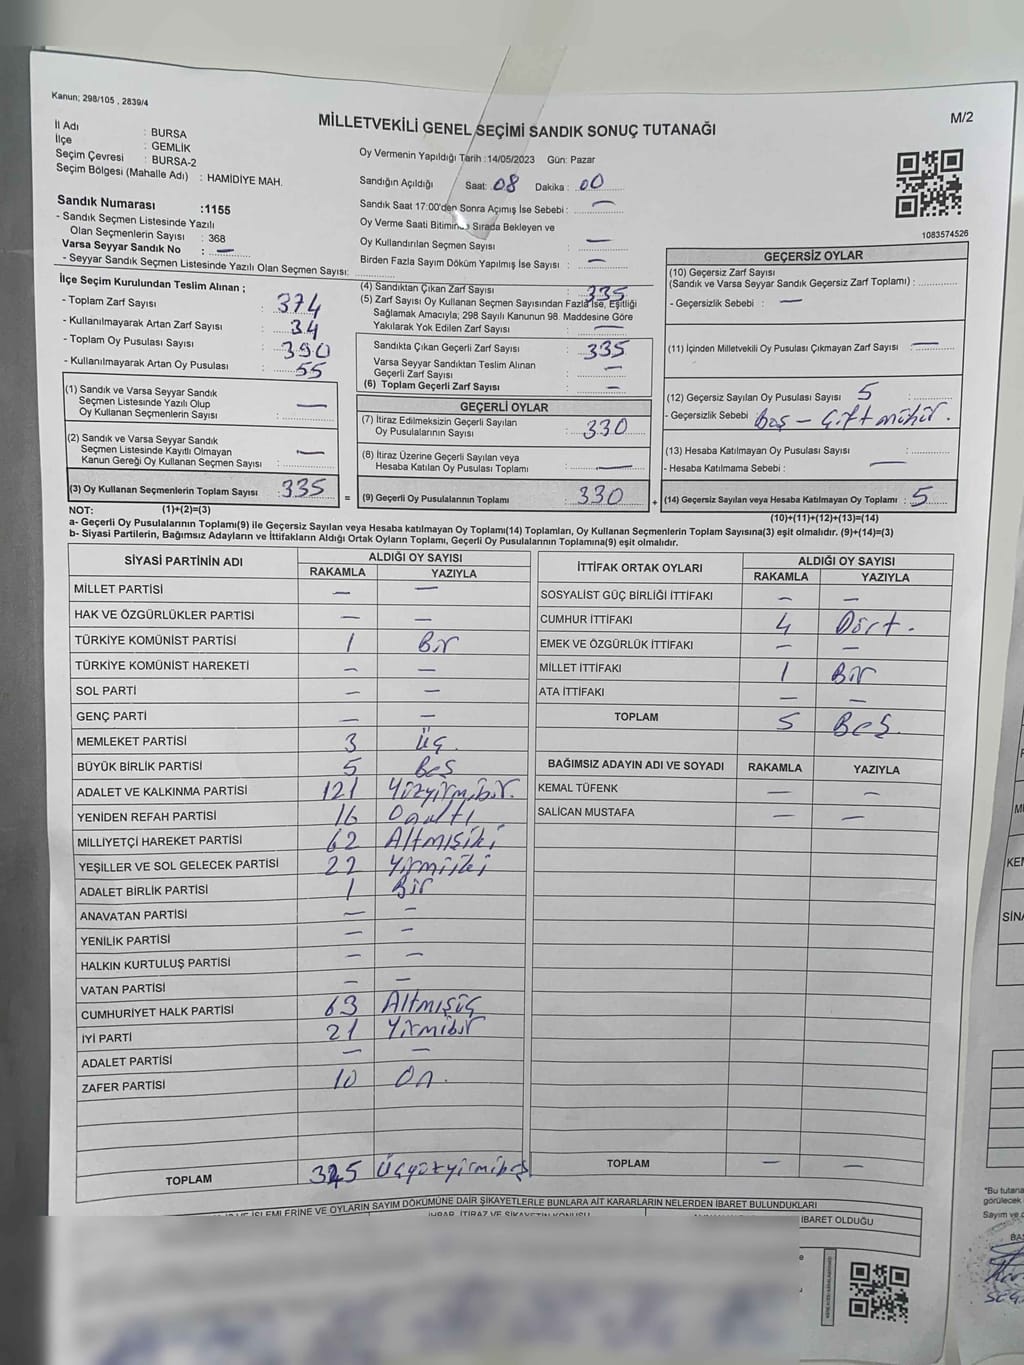 Kanun; 298/105 , 2839/4
M/2
MİLLETVEKİLİ GENEL SEÇİMİ SANDIK SONUÇ TUTANAĞI
İl Adı : BURSA
İlçe : GEMLİK
Seçim Çevresi : BURSA-2
Seçim Bölgesi (Mahalle Adı) : HAMİDİYE MAH.
Sandık Numarası :1155
- Sandık Seçmen Listesinde Yazılı
Olan Seçmenlerin Sayısı : 368
Varsa Seyyar Sandık No : —
- Seyyar Sandık Seçmen Listesinde Yazılı Olan Seçmen Sayısı:
Oy Vermenin Yapıldığı Tarih :14/05/2023 Gün: Pazar
Sandığın Açıldığı Saat: 08 Dakika : 00
Sandık Saat 17:00'den Sonra Açımış İse Sebebi : —
Oy Verme Saati Bitiminde Sırada Bekleyen ve
Oy Kullandırılan Seçmen Sayısı : —
Birden Fazla Sayım Döküm Yapılmış İse Sayısı : —
1083574526
İlçe Seçim Kurulundan Teslim Alınan ;
- Toplam Zarf Sayısı : 374
- Kullanılmayarak Artan Zarf Sayısı : 34
- Toplam Oy Pusulası Sayısı : 390
- Kullanılmayarak Artan Oy Pusulası : 55
(1) Sandık ve Varsa Seyyar Sandık
Seçmen Listesinde Yazılı Olup
Oy Kullanan Seçmenlerin Sayısı : —
(2) Sandık ve Varsa Seyyar Sandık
Seçmen Listesinde Kayıtlı Olmayan
Kanun Gereği Oy Kullanan Seçmen Sayısı : —
(3) Oy Kullanan Seçmenlerin Toplam Sayısı : 335
(1)+(2)=(3)
(4) Sandıktan Çıkan Zarf Sayısı : 335
(5) Zarf Sayısı Oy Kullanan Seçmen Sayısından Fazla İse, Eşitliği
Sağlamak Amacıyla; 298 Sayılı Kanunun 98. Maddesine Göre
Yakılarak Yok Edilen Zarf Sayısı : —
Sandıkta Çıkan Geçerli Zarf Sayısı : 335
Varsa Seyyar Sandıktan Teslim Alınan
Geçerli Zarf Sayısı : —
(6) Toplam Geçerli Zarf Sayısı : —
GEÇERLİ OYLAR
(7) İtiraz Edilmeksizin Geçerli Sayılan
Oy Pusulalarının Sayısı : 330
(8) İtiraz Üzerine Geçerli Sayılan veya
Hesaba Katılan Oy Pusulası Toplamı : —
= (9) Geçerli Oy Pusulalarının Toplamı : 330 +
GEÇERSİZ OYLAR
(10) Geçersiz Zarf Sayısı
(Sandık ve Varsa Seyyar Sandık Geçersiz Zarf Toplamı) :
- Geçersizlik Sebebi : —
(11) İçinden Milletvekili Oy Pusulası Çıkmayan Zarf Sayısı : —
(12) Geçersiz Sayılan Oy Pusulası Sayısı : 5
- Geçersizlik Sebebi : Boş — Çift mühür.
(13) Hesaba Katılmayan Oy Pusulası Sayısı :
- Hesaba Katılmama Sebebi : —
(14) Geçersiz Sayılan veya Hesaba Katılmayan Oy Toplamı : 5
(10)+(11)+(12)+(13)=(14)
NOT:
a- Geçerli Oy Pusulalarının Toplamı(9) ile Geçersiz Sayılan veya Hesaba katılmayan Oy Toplamı(14) Toplamları, Oy Kullanan Seçmenlerin Toplam Sayısına(3) eşit olmalıdır. (9)+(14)=(3)
b- Siyasi Partilerin, Bağımsız Adayların ve İttifakların Aldığı Ortak Oyların Toplamı, Geçerli Oy Pusulalarının Toplamına(9) eşit olmalıdır.
SİYASİ PARTİNİN ADI ALDIĞI OY SAYISI
RAKAMLA YAZIYLA
MİLLET PARTİSİ — —
HAK VE ÖZGÜRLÜKLER PARTİSİ — —
TÜRKİYE KOMÜNİST PARTİSİ 1 Bir
TÜRKİYE KOMÜNİST HAREKETİ — —
SOL PARTİ — —
GENÇ PARTİ — —
MEMLEKET PARTİSİ 3 Üç.
BÜYÜK BİRLİK PARTİSİ 5 Beş
ADALET VE KALKINMA PARTİSİ 121 Yüzyirmibir.
YENİDEN REFAH PARTİSİ 16 Onaltı
MİLLİYETÇİ HAREKET PARTİSİ 62 Altmışiki
YEŞİLLER VE SOL GELECEK PARTİSİ 22 Yirmiiki
ADALET BİRLİK PARTİSİ 1 Bir
ANAVATAN PARTİSİ — —
YENİLİK PARTİSİ — —
HALKIN KURTULUŞ PARTİSİ — —
VATAN PARTİSİ — —
CUMHURİYET HALK PARTİSİ 63 Altmışüç
İYİ PARTİ 21 Yirmibir
ADALET PARTİSİ — —
ZAFER PARTİSİ 10 On.
TOPLAM 325 Üçyüzyirmibeş
İTTİFAK ORTAK OYLARI ALDIĞI OY SAYISI
RAKAMLA YAZIYLA
SOSYALİST GÜÇ BİRLİĞİ İTTİFAKI — —
CUMHUR İTTİFAKI 4 Dört.
EMEK VE ÖZGÜRLÜK İTTİFAKI — —
MİLLET İTTİFAKI 1 Bir
ATA İTTİFAKI — —
TOPLAM 5 Beş.
BAĞIMSIZ ADAYIN ADI VE SOYADI RAKAMLA YAZIYLA
KEMAL TÜFENK — —
SALİCAN MUSTAFA — —
TOPLAM — —
İŞLEMLERİNE VE OYLARIN SAYIM DÖKÜMÜNE DAİR ŞİKAYETLERLE BUNLARA AİT KARARLARIN NELERDEN İBARET BULUNDUKLARI
İHBAR, İTİRAZ VE ŞİKAYETİN KONUSU
İBARET OLDUĞU
*Bu tutana
görülecek
Sayım ve